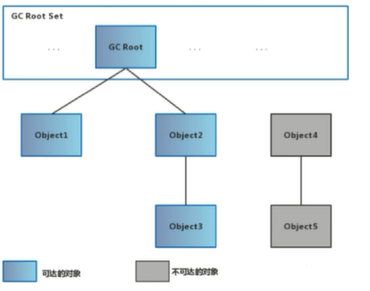 GC Root Set
... GC Root ... ...
Object1 Object2 Object4
Object3 Object5
可达的对象 不可达的对象